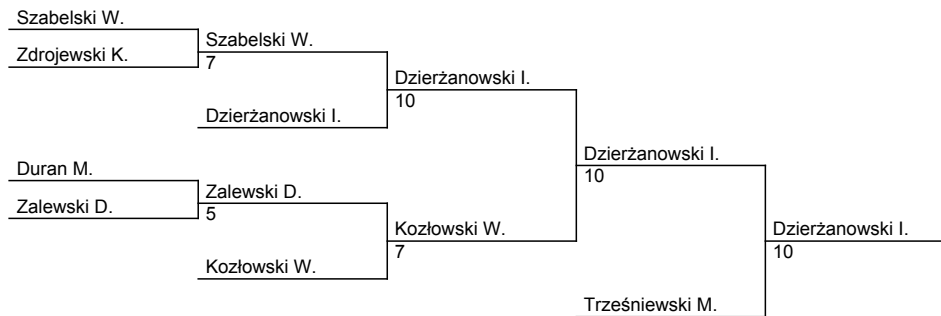 Szabelski W.
Zdrojewski K.
Szabelski W.
7
Dzierżanowski I.
Dzierżanowski I.
10
Duran M.
Zalewski D.
Zalewski D.
5
Kozłowski W.
Kozłowski W.
7
Dzierżanowski I.
10
Trześniewski M.
Dzierżanowski I.
10